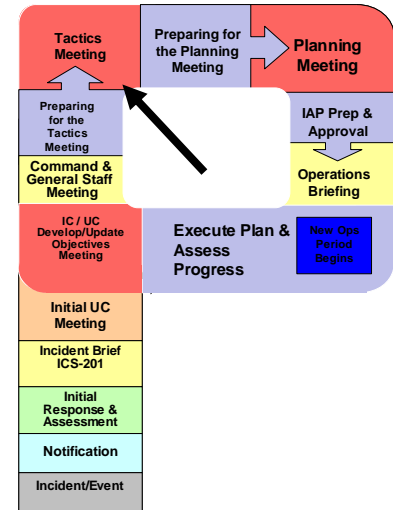 Tactics
Meeting
Preparing for
the Planning
Meeting
Planning
Meeting
Preparing
for the
Tactics
Meeting
IAP Prep &
Approval
Command &
General Staff
Meeting
Operations
Briefing
IC / UC
Develop/Update
Objectives
Meeting
Execute Plan &
Assess
Progress
New Ops
Period
Begins
Initial UC
Meeting
Incident Brief
ICS-201
Initial
Response &
Assessment
Notification
Incident/Event